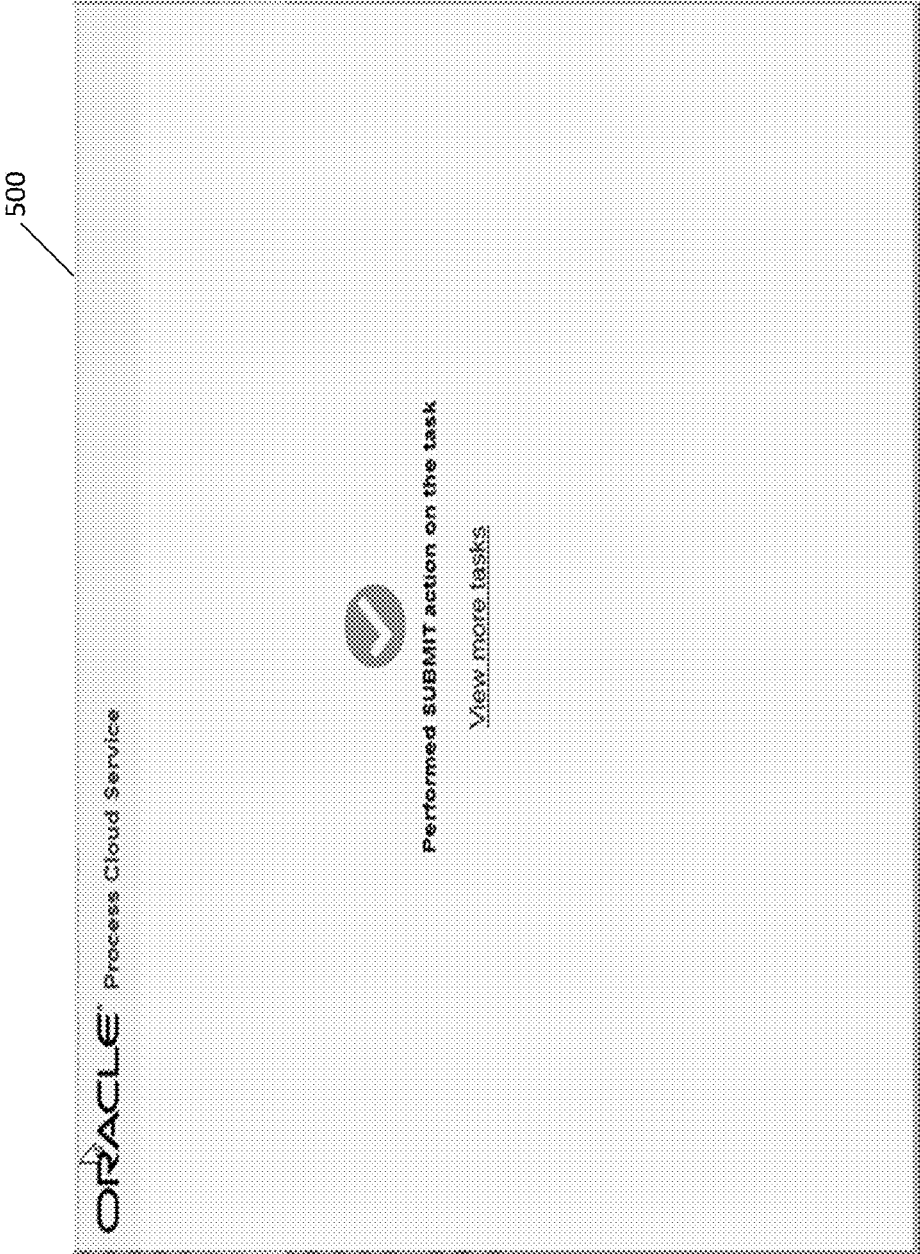 500
ORACLE Process Cloud Service
Performed SUBMIT action on the task
View more tasks